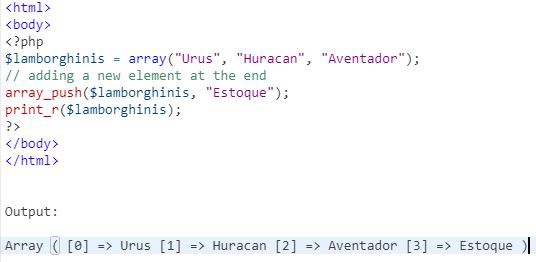 <html>
<body>
<?php
$lamborghinis = array("Urus", "Huracan", "Aventador");
// adding a new element at the end
array_push($lamborghinis, "Estoque");
print_r($lamborghinis);
?>
</body>
</html>
Output:
Array ( [0] => Urus [1] => Huracan [2] => Aventador [3] => Estoque )